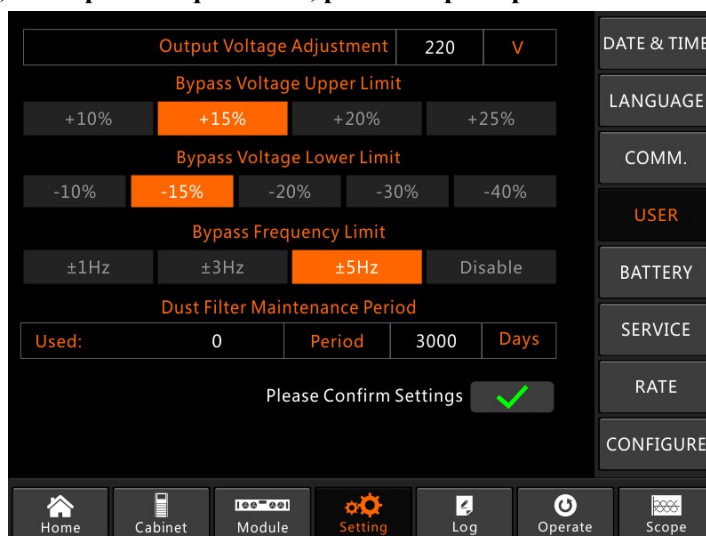 Output Voltage Adjustment 220 V
Bypass Voltage Upper Limit
+10% +15% +20% +25%
Bypass Voltage Lower Limit
-10% -15% -20% -30% -40%
Bypass Frequency Limit
±1Hz ±3Hz ±5Hz Disable
Dust Filter Maintenance Period
Used: 0 Period 3000 Days
Please Confirm Settings
DATE & TIME
LANGUAGE
COMM.
USER
BATTERY
SERVICE
RATE
CONFIGURE
Home Cabinet Module Setting Log Operate Scope